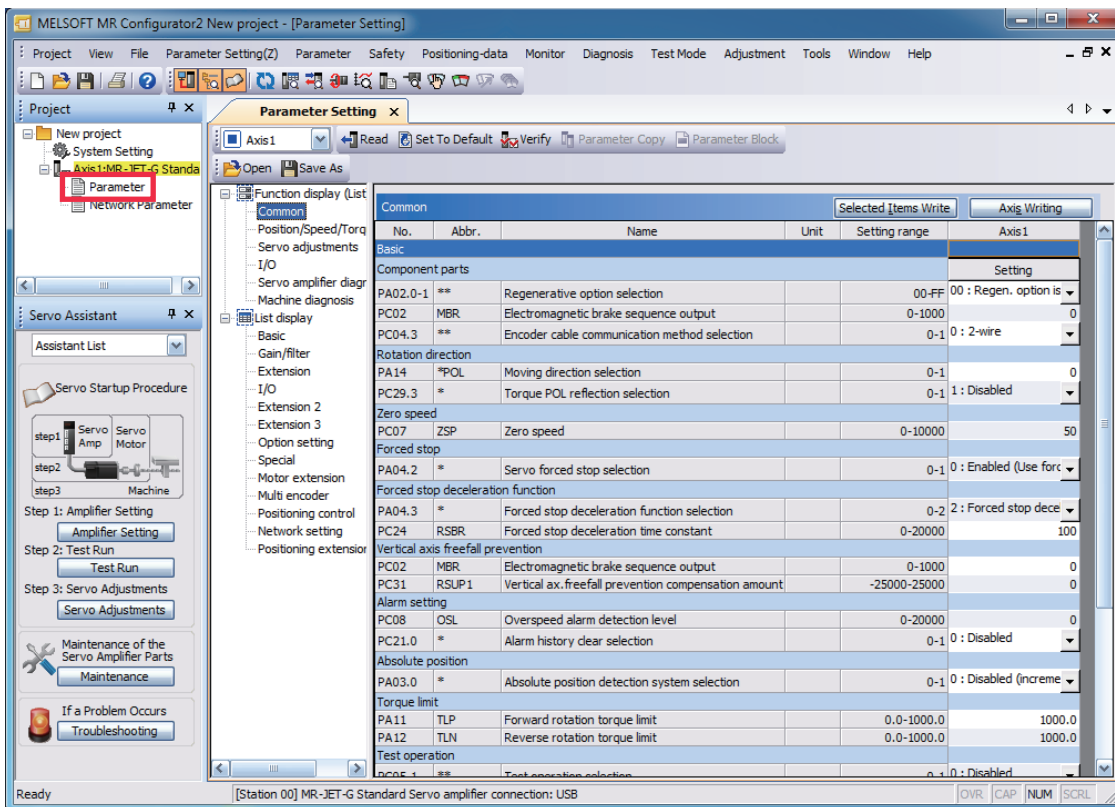 MELSOFT MR Configurator2 New project - [Parameter Setting]
Project View File Parameter Setting(Z) Parameter Safety Positioning-data Monitor Diagnosis Test Mode Adjustment Tools Window Help
Project
New project
System Setting
Axis1:MR-JET-G Standa
Parameter
Network Parameter
Servo Assistant
Assistant List
Servo Startup Procedure
step1 Servo Amp Servo Motor
step2
step3 Machine
Step 1: Amplifier Setting
Amplifier Setting
Step 2: Test Run
Test Run
Step 3: Servo Adjustments
Servo Adjustments
Maintenance of the
Servo Amplifier Parts
Maintenance
If a Problem Occurs
Troubleshooting
Parameter Setting
Axis1 Read Set To Default Verify Parameter Copy Parameter Block
Open Save As
Function display (List
Common
Position/Speed/Torq
Servo adjustments
I/O
Servo amplifier diagr
Machine diagnosis
List display
Basic
Gain/filter
Extension
I/O
Extension 2
Extension 3
Option setting
Special
Motor extension
Multi encoder
Positioning control
Network setting
Positioning extension
Common Selected Items Write Axis Writing
No. Abbr. Name Unit Setting range Axis1
Basic
Component parts Setting
PA02.0-1 ** Regenerative option selection 00-FF 00 : Regen. option is
PC02 MBR Electromagnetic brake sequence output 0-1000 0
PC04.3 ** Encoder cable communication method selection 0-1 0 : 2-wire
Rotation direction
PA14 *POL Moving direction selection 0-1 0
PC29.3 * Torque POL reflection selection 0-1 1 : Disabled
Zero speed
PC07 ZSP Zero speed 0-10000 50
Forced stop
PA04.2 * Servo forced stop selection 0-1 0 : Enabled (Use forc
Forced stop deceleration function
PA04.3 * Forced stop deceleration function selection 0-2 2 : Forced stop dece
PC24 RSBR Forced stop deceleration time constant 0-20000 100
Vertical axis freefall prevention
PC02 MBR Electromagnetic brake sequence output 0-1000 0
PC31 RSUP1 Vertical ax.freefall prevention compensation amount -25000-25000 0
Alarm setting
PC08 OSL Overspeed alarm detection level 0-20000 0
PC21.0 * Alarm history clear selection 0-1 0 : Disabled
Absolute position
PA03.0 * Absolute position detection system selection 0-1 0 : Disabled (increme
Torque limit
PA11 TLP Forward rotation torque limit 0.0-1000.0 1000.0
PA12 TLN Reverse rotation torque limit 0.0-1000.0 1000.0
Test operation
PC05.1 ** Test operation selection 0-1 0 : Disabled
Ready [Station 00] MR-JET-G Standard Servo amplifier connection: USB OVR CAP NUM SCRL